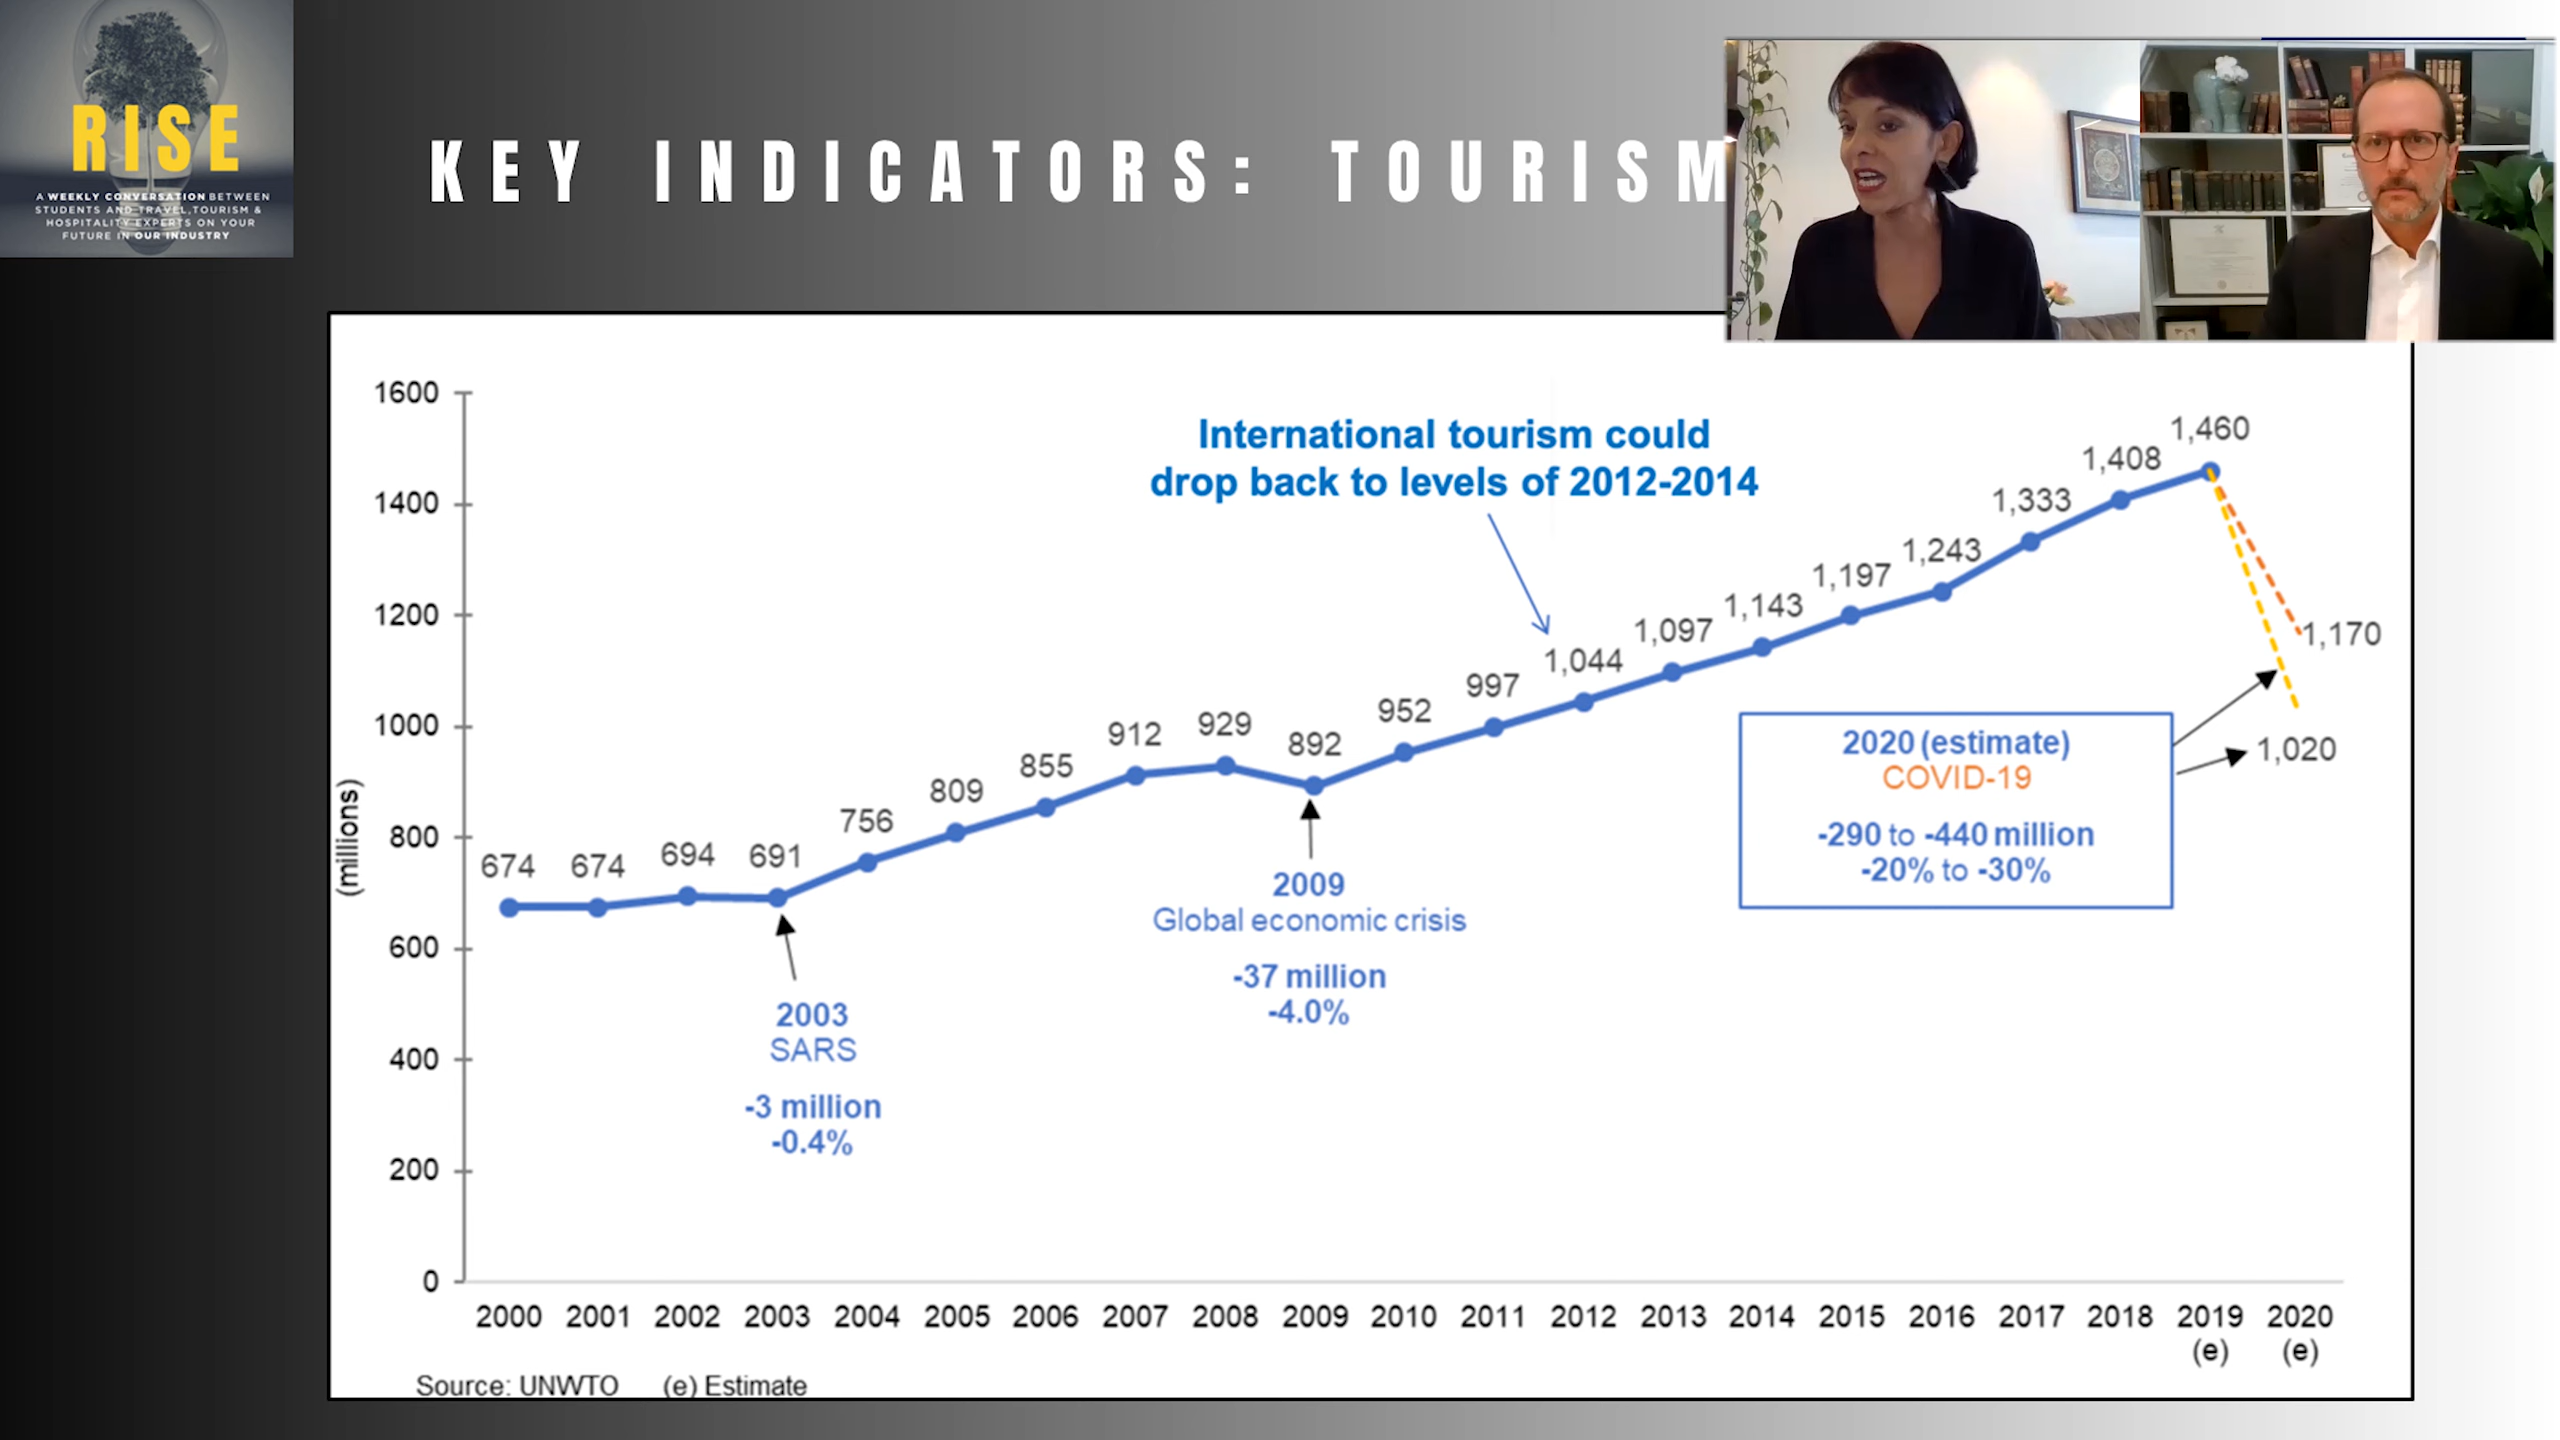 RISE
A WEEKLY CONVERSATION BETWEEN
STUDENTS AND TRAVEL, TOURISM &
HOSPITALITY EXPERTS ON YOUR
FUTURE IN OUR INDUSTRY
KEY INDICATORS: TOURISM
International tourism could
drop back to levels of 2012-2014
(millions)
1600
1400
1200
1000
800
600
400
200
0
674 674 694 691 756 809 855 912 929 892 952 997 1,044 1,097 1,143 1,197 1,243 1,333 1,408 1,460
1,170
1,020
2003
SARS
-3 million
-0.4%
2009
Global economic crisis
-37 million
-4.0%
2020 (estimate)
COVID-19
-290 to -440 million
-20% to -30%
2000 2001 2002 2003 2004 2005 2006 2007 2008 2009 2010 2011 2012 2013 2014 2015 2016 2017 2018 2019 2020
(e) (e)
Source: UNWTO (e) Estimate